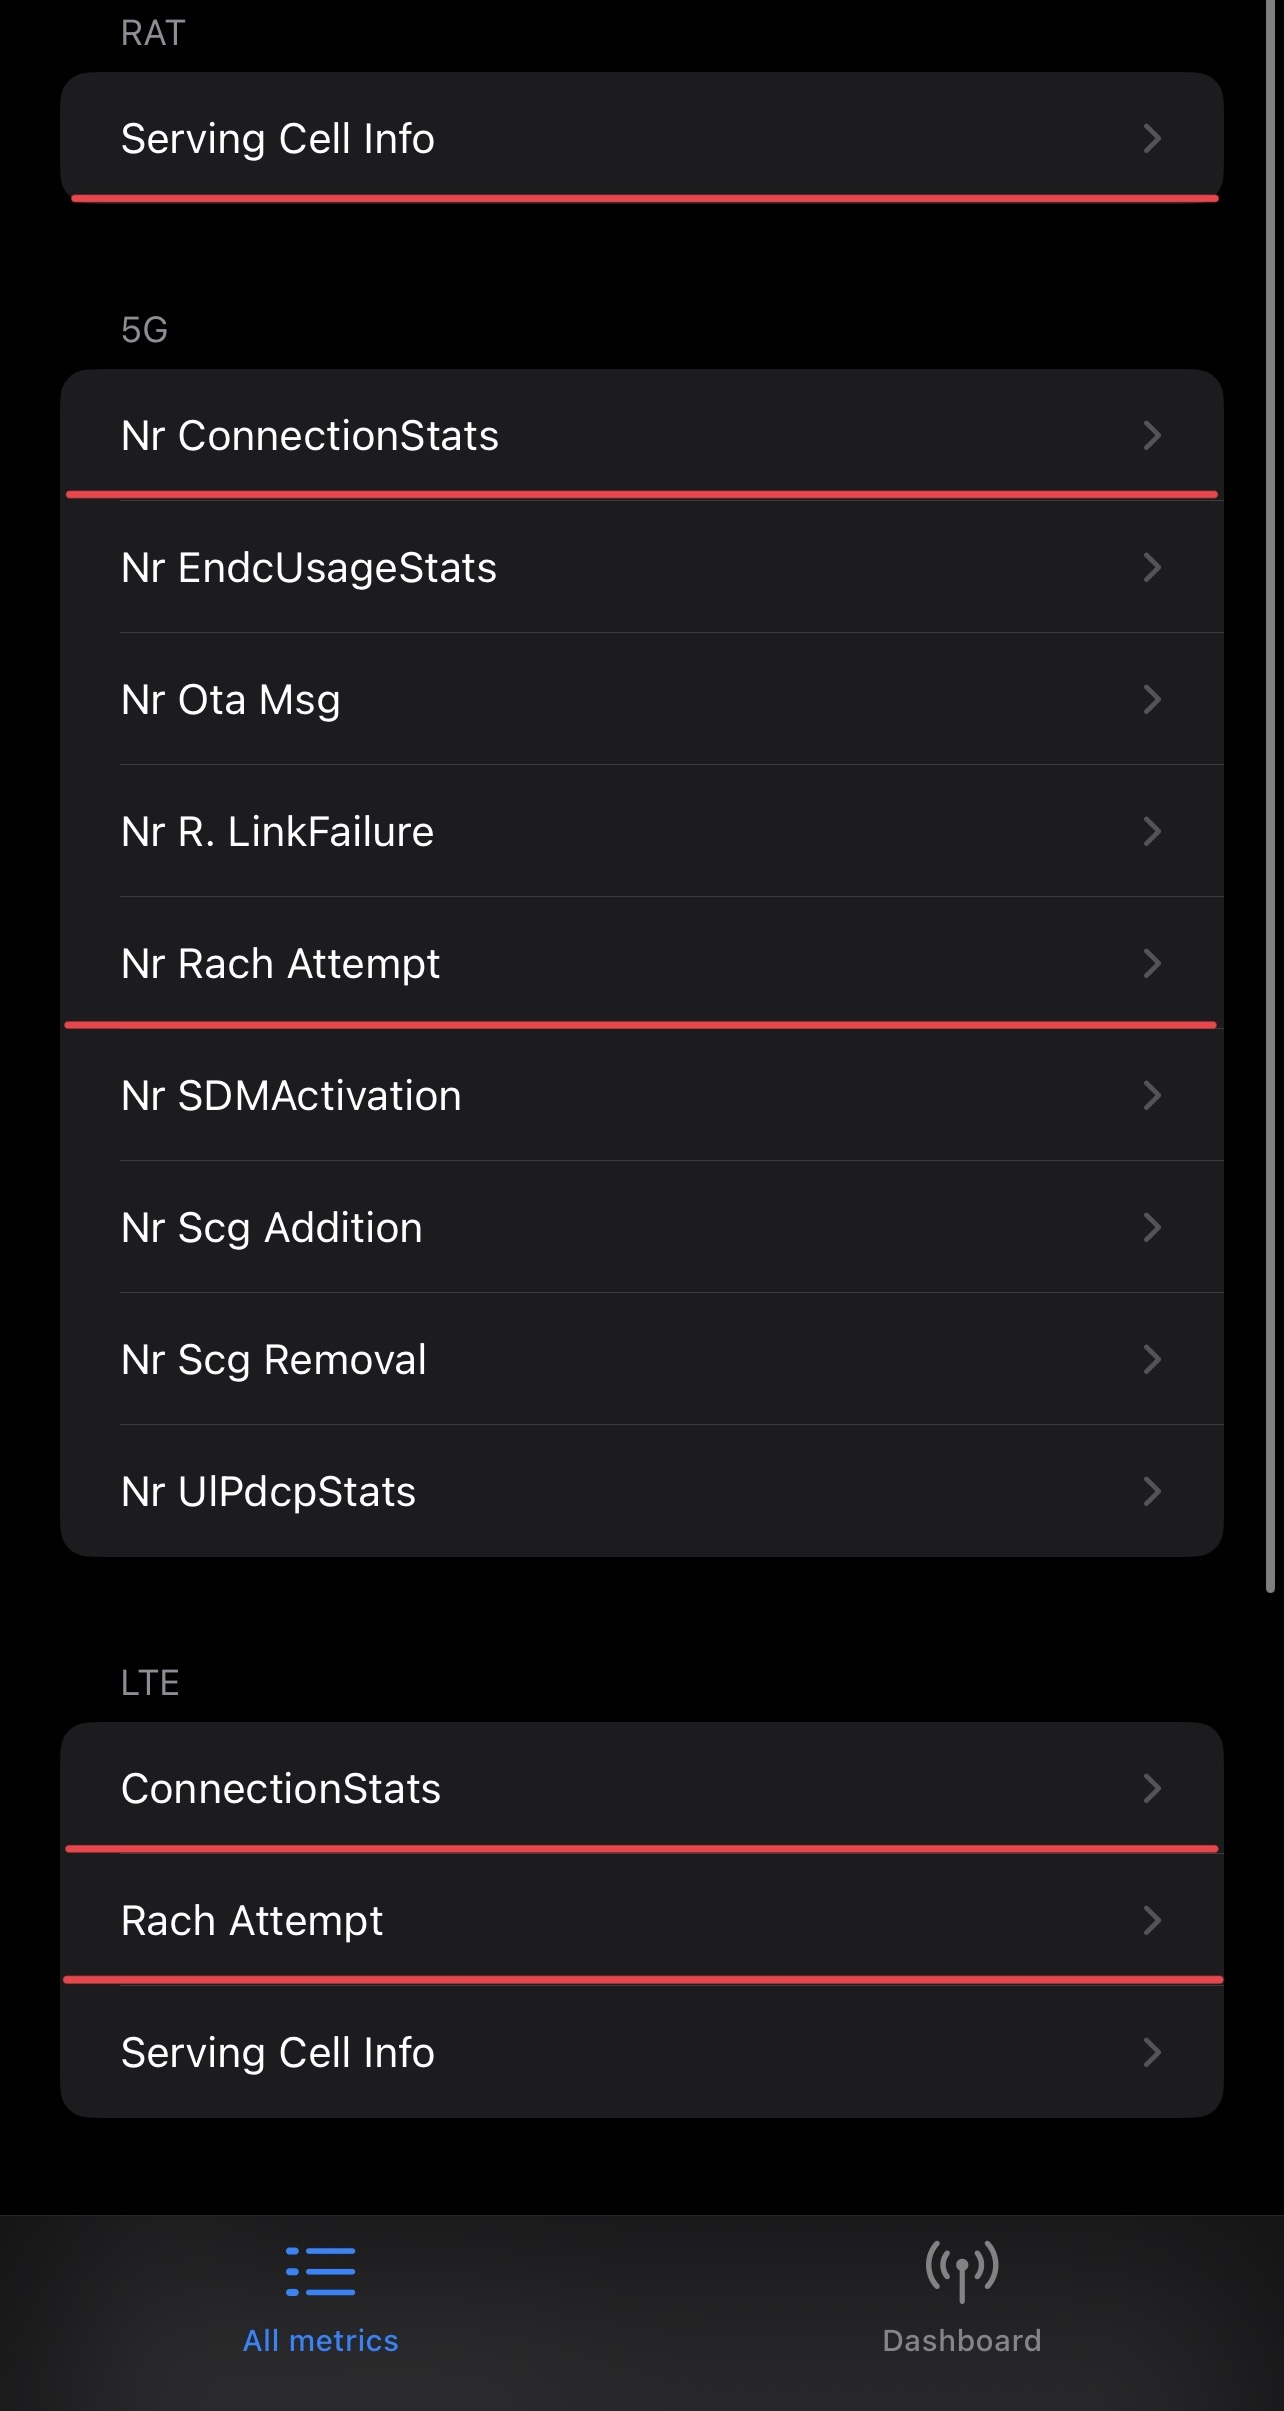 RAT
Serving Cell Info
5G
Nr ConnectionStats
Nr EndcUsageStats
Nr Ota Msg
Nr R. LinkFailure
Nr Rach Attempt
Nr SDMActivation
Nr Scg Addition
Nr Scg Removal
Nr UlPdcpStats
LTE
ConnectionStats
Rach Attempt
Serving Cell Info
All metrics
Dashboard